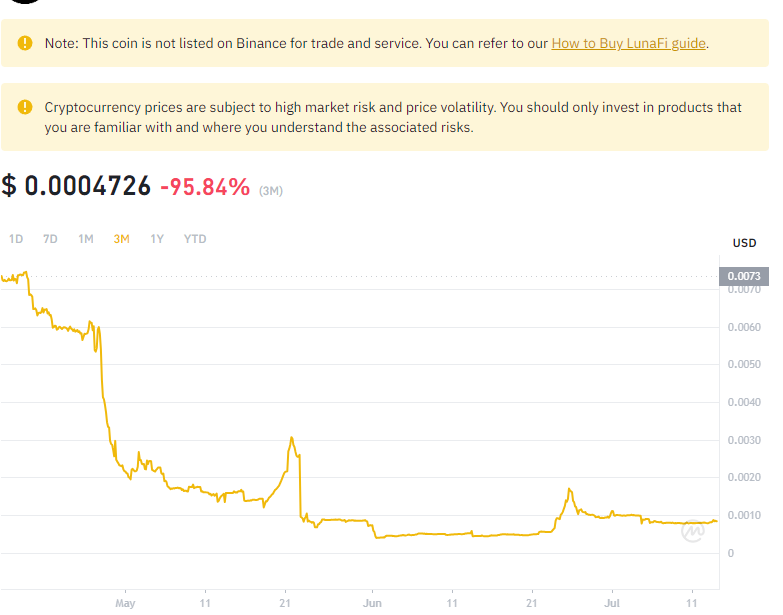 Note: This coin is not listed on Binance for trade and service. You can refer to our How to Buy LunaFi guide.
Cryptocurrency prices are subject to high market risk and price volatility. You should only invest in products that
you are familiar with and where you understand the associated risks.
$ 0.0004726 -95.84% (3M)
1D 7D 1M 3M 1Y YTD
USD
0.0073
0.0070
0.0060
0.0050
0.0040
0.0030
0.0020
0.0010
0
May 11 21 Jun 11 21 Jul 11